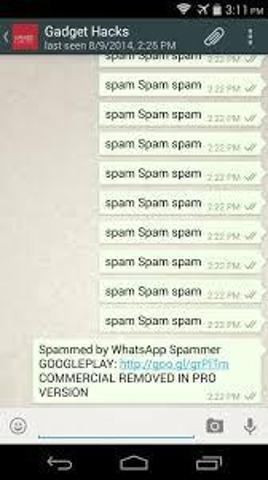 3:11 PM
Gadget Hacks
last seen 8/9/2014, 2:25 PM
spam Spam spam 2:22 PM
spam Spam spam 2:22 PM
spam Spam spam 2:22 PM
spam Spam spam 2:22 PM
spam Spam spam 2:22 PM
spam Spam spam 2:22 PM
spam Spam spam 2:22 PM
spam Spam spam 2:22 PM
spam Spam spam 2:22 PM
spam Spam spam 2:22 PM
Spammed by WhatsApp Spammer
GOOGLEPLAY: http://goo.gl/grPlTm
COMMERCIAL REMOVED IN PRO
VERSION 2:22 PM